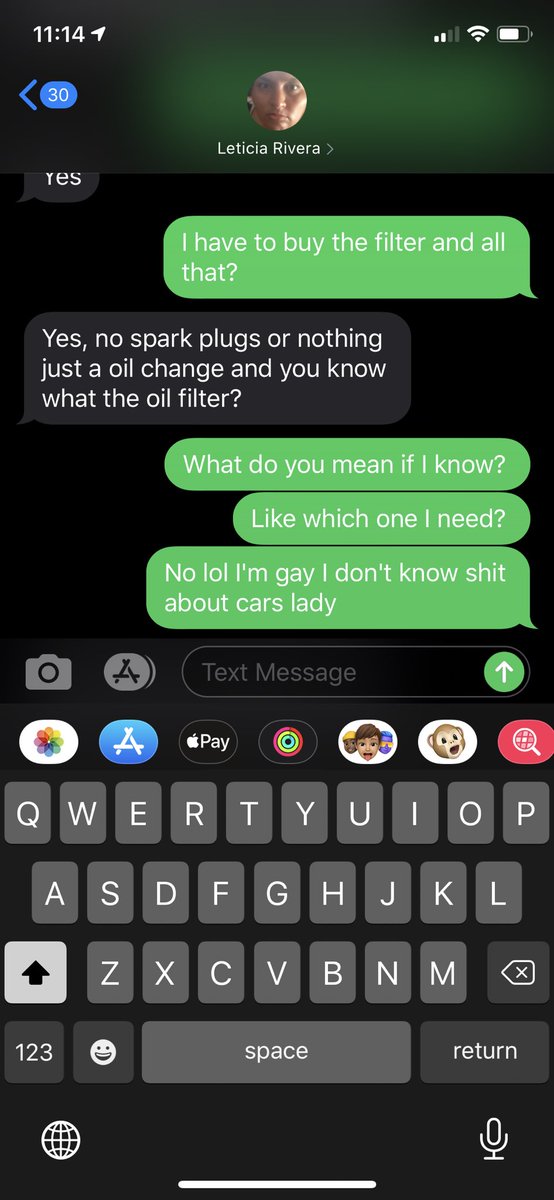 11:14
30
Leticia Rivera
Yes
I have to buy the filter and all
that?
Yes, no spark plugs or nothing
just a oil change and you know
what the oil filter?
What do you mean if I know?
Like which one I need?
No lol I'm gay I don't know shit
about cars lady
Text Message
Pay
Q W E R T Y U I O P
A S D F G H J K L
Z X C V B N M
123 space return